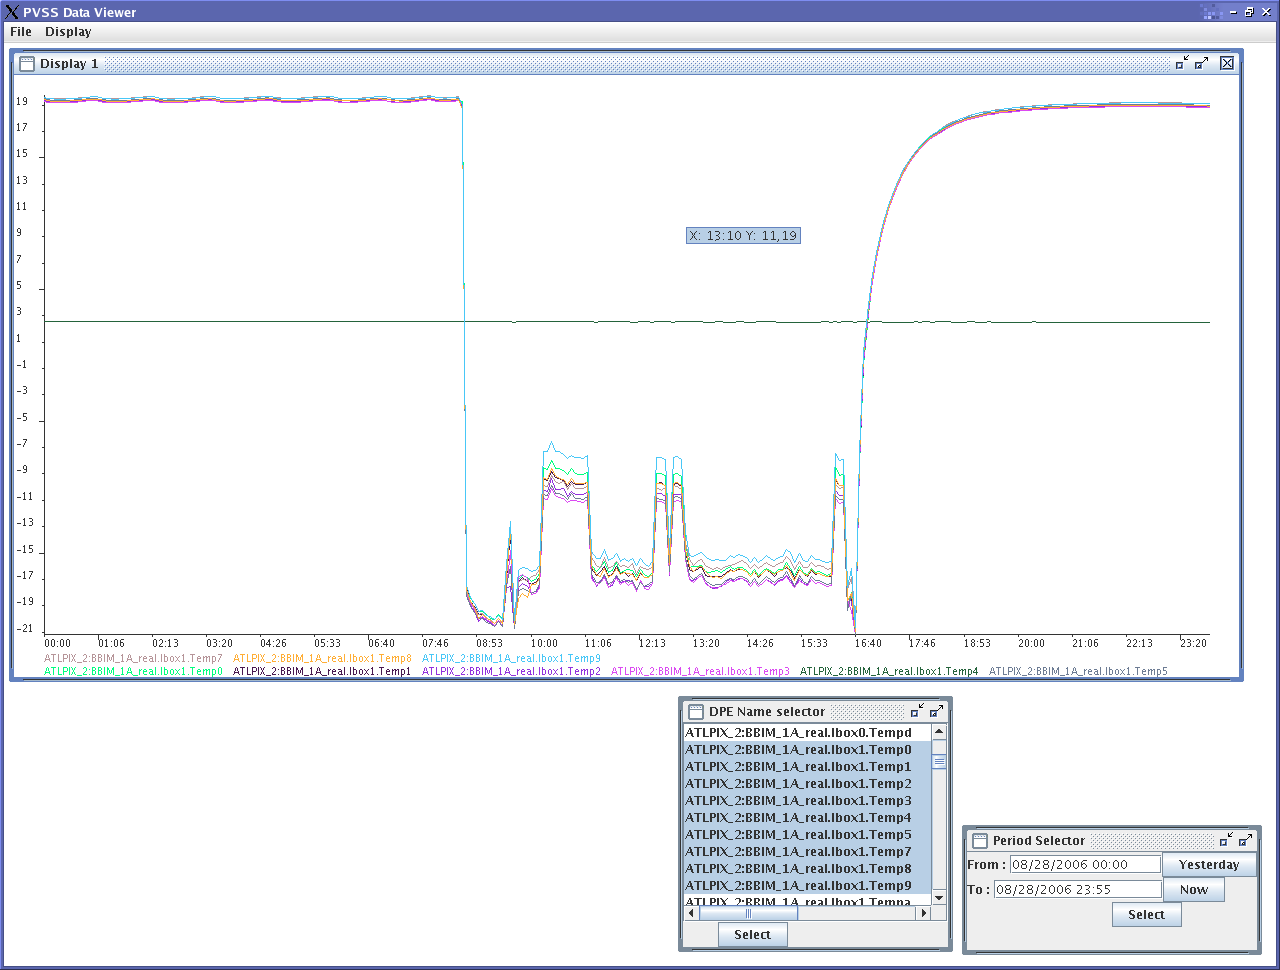 PVSS Data Viewer
File Display
Display 1
19
17
15
13
11
9
7
5
3
1
-1
-3
-5
-7
-9
-11
-13
-15
-17
-19
-21
X: 13:10 Y: 11,19
00:00 01:06 02:13 03:20 04:26 05:33 06:40 07:46 08:53 10:00 11:06 12:13 13:20 14:26 15:33 16:40 17:46 18:53 20:00 21:06 22:13 23:20
ATLPIX_2:BBIM_1A_real.Ibox1.Temp7 ATLPIX_2:BBIM_1A_real.Ibox1.Temp8 ATLPIX_2:BBIM_1A_real.Ibox1.Temp9
ATLPIX_2:BBIM_1A_real.Ibox1.Temp0 ATLPIX_2:BBIM_1A_real.Ibox1.Temp1 ATLPIX_2:BBIM_1A_real.Ibox1.Temp2 ATLPIX_2:BBIM_1A_real.Ibox1.Temp3 ATLPIX_2:BBIM_1A_real.Ibox1.Temp4 ATLPIX_2:BBIM_1A_real.Ibox1.Temp5
DPE Name selector
ATLPIX_2:BBIM_1A_real.Ibox0.Tempd
ATLPIX_2:BBIM_1A_real.Ibox1.Temp0
ATLPIX_2:BBIM_1A_real.Ibox1.Temp1
ATLPIX_2:BBIM_1A_real.Ibox1.Temp2
ATLPIX_2:BBIM_1A_real.Ibox1.Temp3
ATLPIX_2:BBIM_1A_real.Ibox1.Temp4
ATLPIX_2:BBIM_1A_real.Ibox1.Temp5
ATLPIX_2:BBIM_1A_real.Ibox1.Temp7
ATLPIX_2:BBIM_1A_real.Ibox1.Temp8
ATLPIX_2:BBIM_1A_real.Ibox1.Temp9
ATLPIX_2:BBIM_1A_real.Ibox1.Tempa
Select
Period Selector
From : 08/28/2006 00:00 Yesterday
To : 08/28/2006 23:55 Now
Select